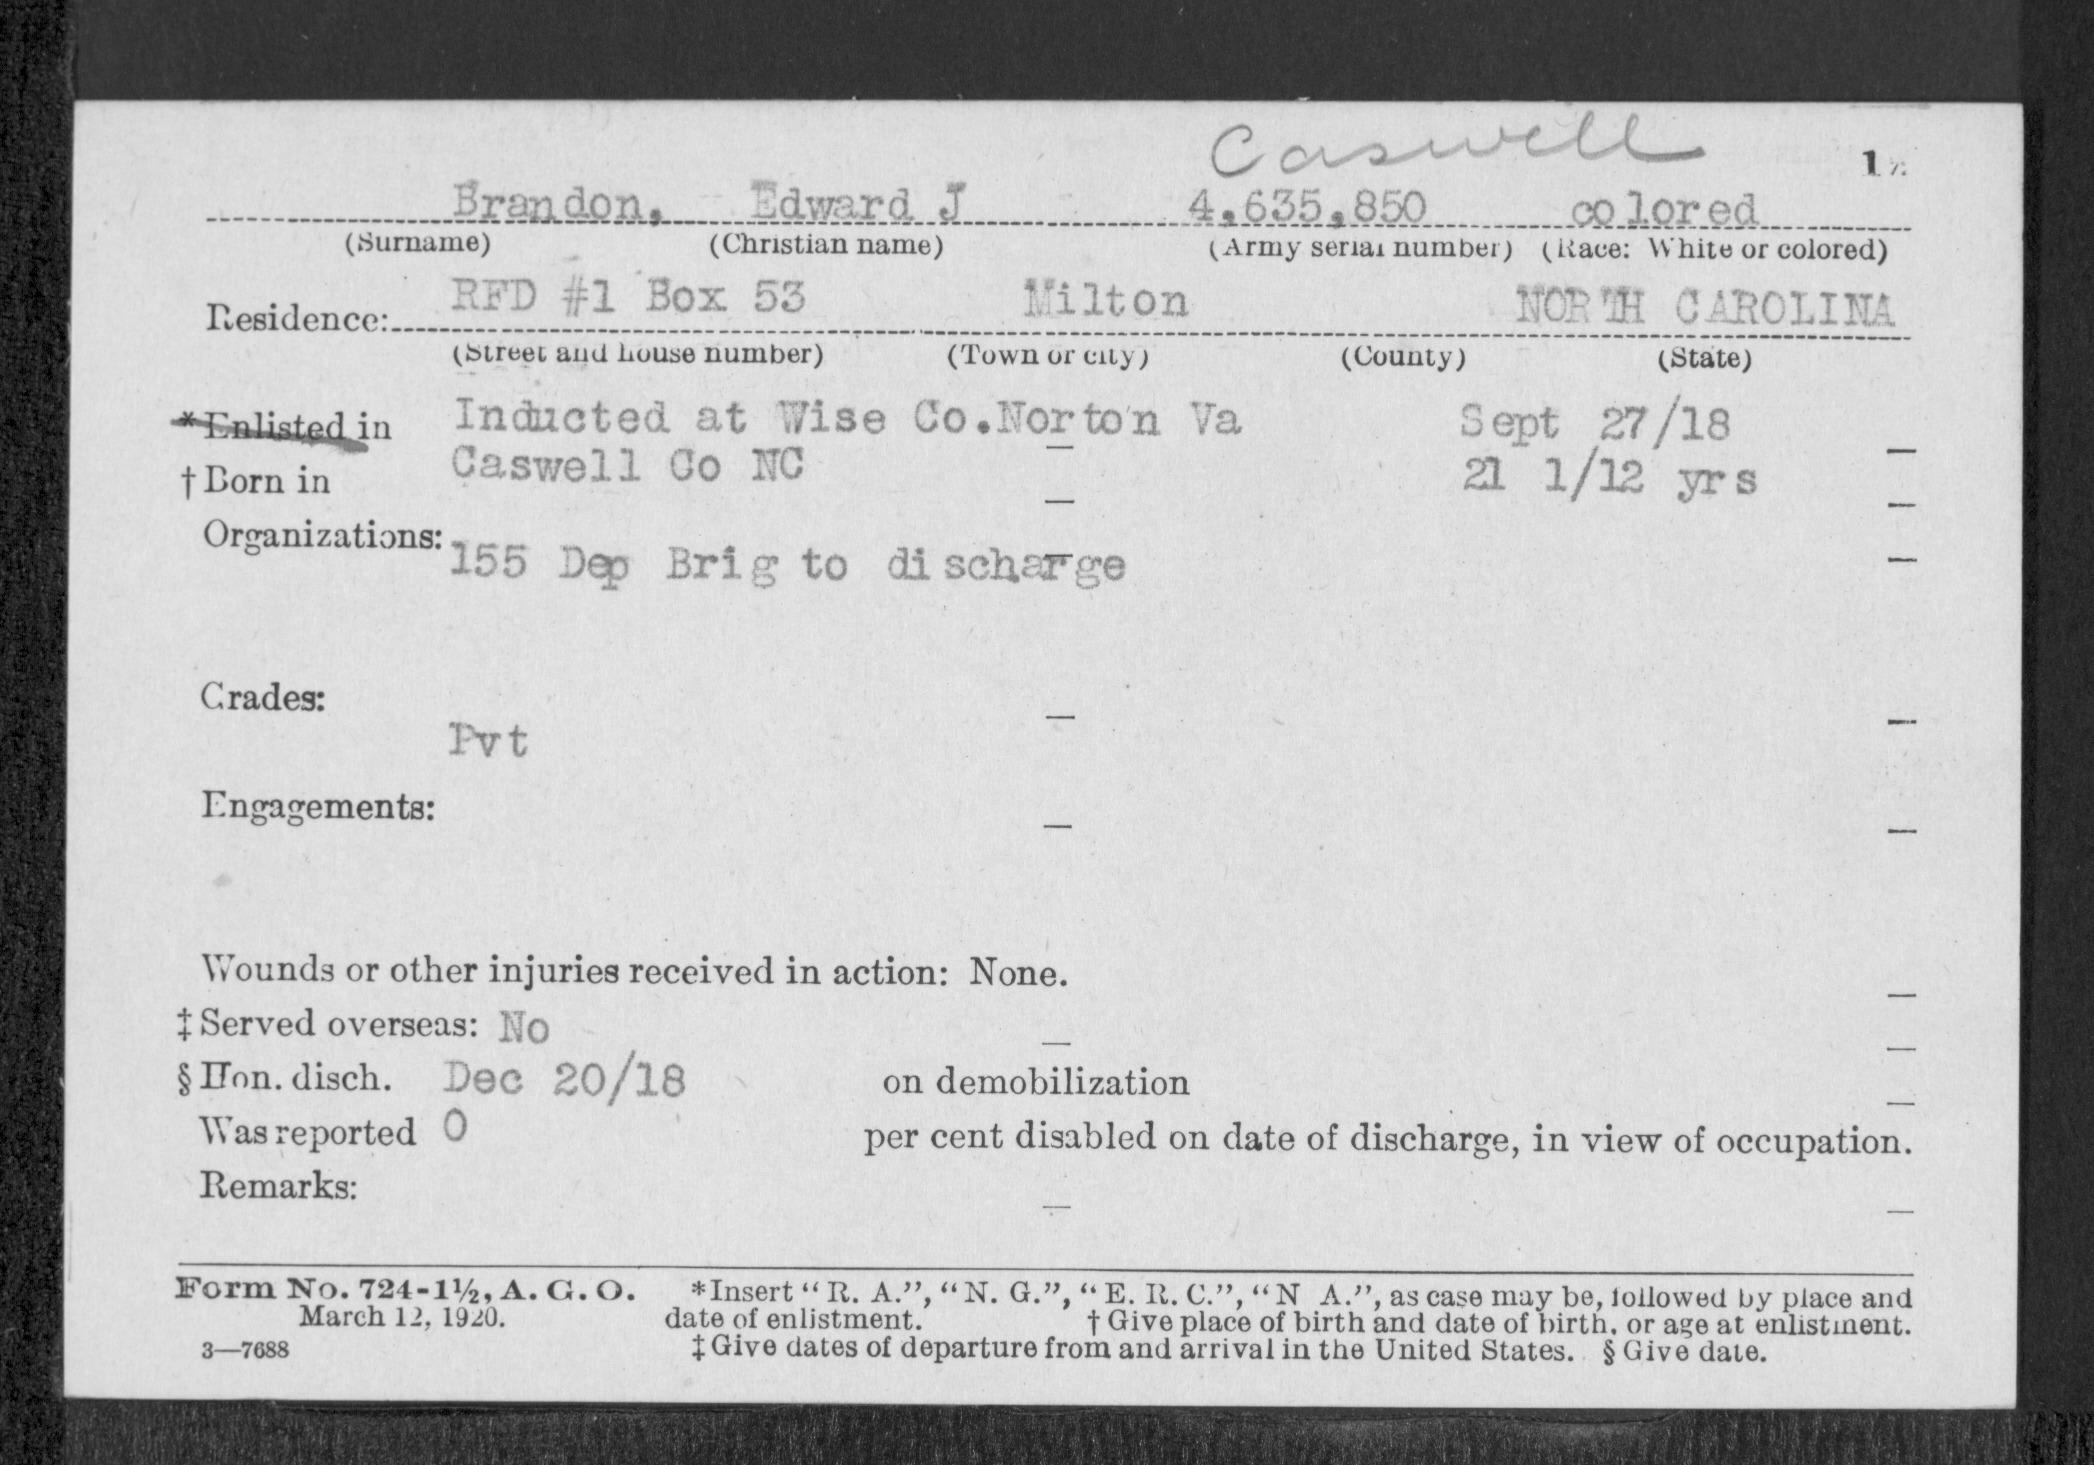 Caswell
1½
Brandon, Edward J 4,635,850 colored
(Surname) (Christian name) (Army serial number) (Race: White or colored)
Residence: RFD #1 Box 53 Milton NORTH CAROLINA
(Street and house number) (Town or city) (County) (State)
*Enlisted in Inducted at Wise Co.Norton Va Sept 27/18
†Born in Caswell Co NC 21 1/12 yrs
Organizations:
155 Dep Brig to discharge
Grades:
Pvt
Engagements:
Wounds or other injuries received in action: None.
‡Served overseas: No
§Hon. disch. Dec 20/18 on demobilization
Was reported 0 per cent disabled on date of discharge, in view of occupation.
Remarks:
Form No. 724-1½, A. G. O. *Insert “R. A.”, “N. G.”, “E. R. C.”, “N A.”, as case may be, followed by place and
March 12, 1920. date of enlistment. †Give place of birth and date of birth, or age at enlistment.
3—7688 ‡Give dates of departure from and arrival in the United States. §Give date.